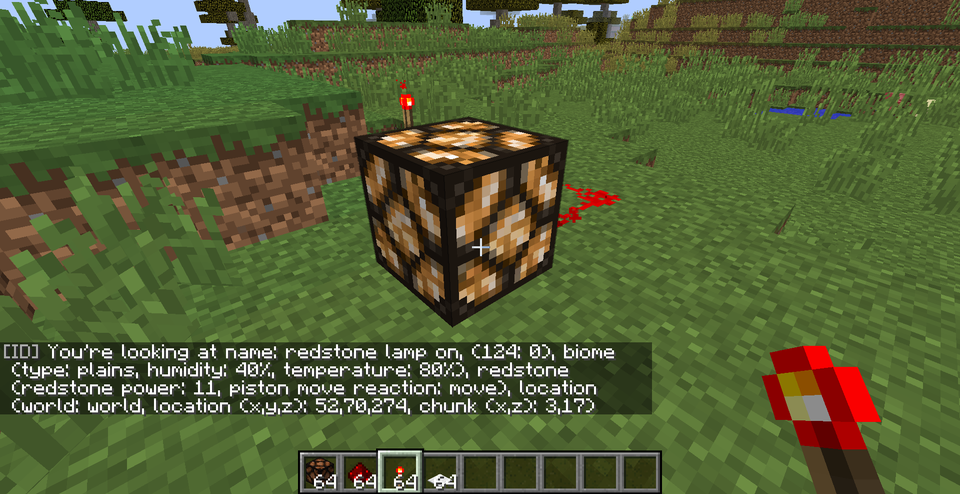 [ID] You're looking at name: redstone lamp on, (124: 0), biome
(type: plains, humidity: 40%, temperature: 80%), redstone
(redstone power: 11, piston move reaction: move), location
(world: world, location (x,y,z): 52,70,274, chunk (x,z): 3,17)
64 64 64 64